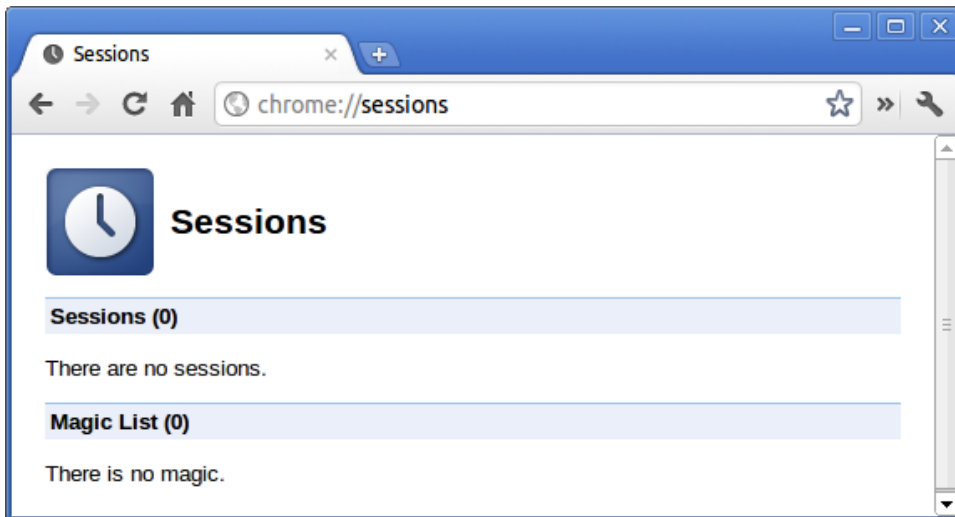 Sessions
chrome://sessions
Sessions
Sessions (0)
There are no sessions.
Magic List (0)
There is no magic.